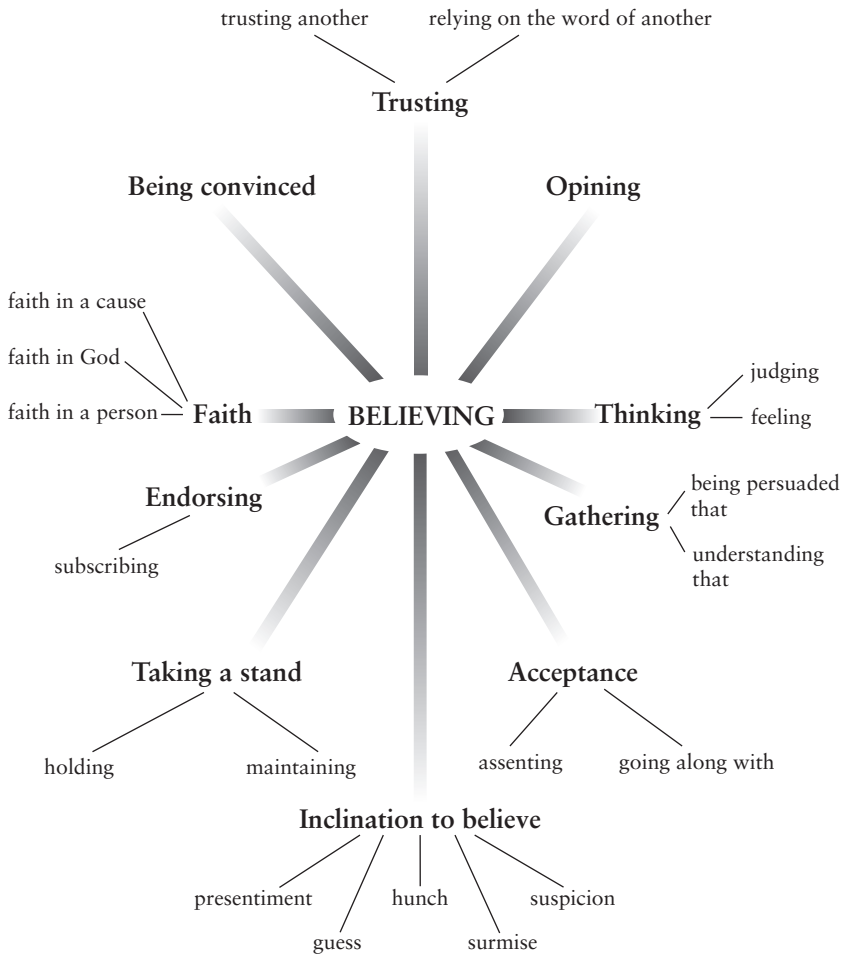 trusting another
relying on the word of another
Trusting
Being convinced
Opining
faith in a cause
faith in God
faith in a person
Faith
BELIEVING
Thinking
judging
feeling
Endorsing
subscribing
Gathering
being persuaded
that
understanding
that
Taking a stand
holding
maintaining
Acceptance
assenting
going along with
Inclination to believe
presentiment
guess
hunch
surmise
suspicion